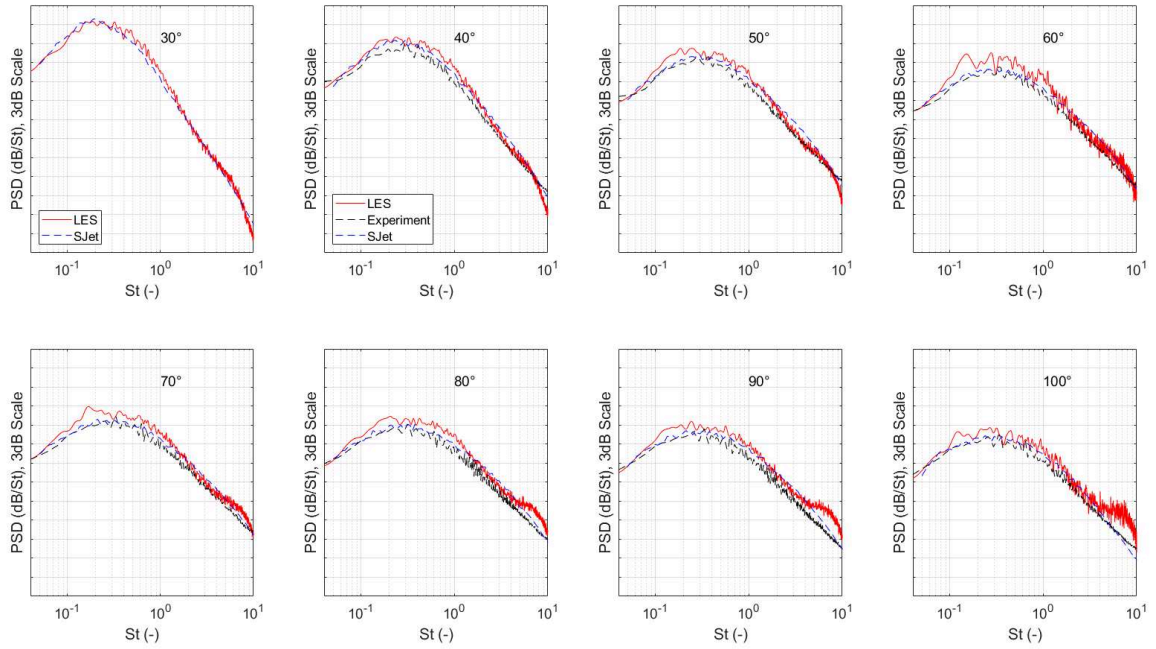 30°
PSD (dB/St), 3dB Scale
LES
SJet
10^-1 10^0 10^1
St (-)
40°
PSD (dB/St), 3dB Scale
LES
Experiment
SJet
10^-1 10^0 10^1
St (-)
50°
PSD (dB/St), 3dB Scale
10^-1 10^0 10^1
St (-)
60°
PSD (dB/St), 3dB Scale
10^-1 10^0 10^1
St (-)
70°
PSD (dB/St), 3dB Scale
10^-1 10^0 10^1
St (-)
80°
PSD (dB/St), 3dB Scale
10^-1 10^0 10^1
St (-)
90°
PSD (dB/St), 3dB Scale
10^-1 10^0 10^1
St (-)
100°
PSD (dB/St), 3dB Scale
10^-1 10^0 10^1
St (-)